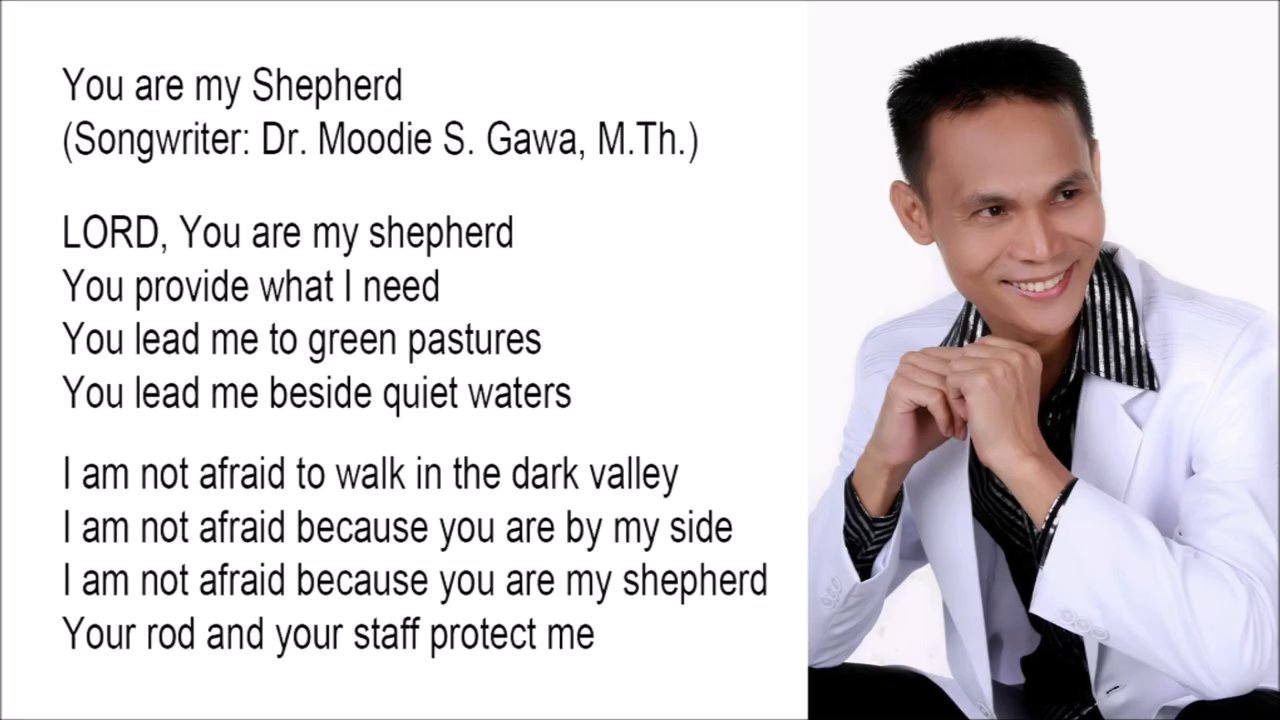 You are my Shepherd
(Songwriter: Dr. Moodie S. Gawa, M.Th.)
LORD, You are my shepherd
You provide what I need
You lead me to green pastures
You lead me beside quiet waters
I am not afraid to walk in the dark valley
I am not afraid because you are by my side
I am not afraid because you are my shepherd
Your rod and your staff protect me